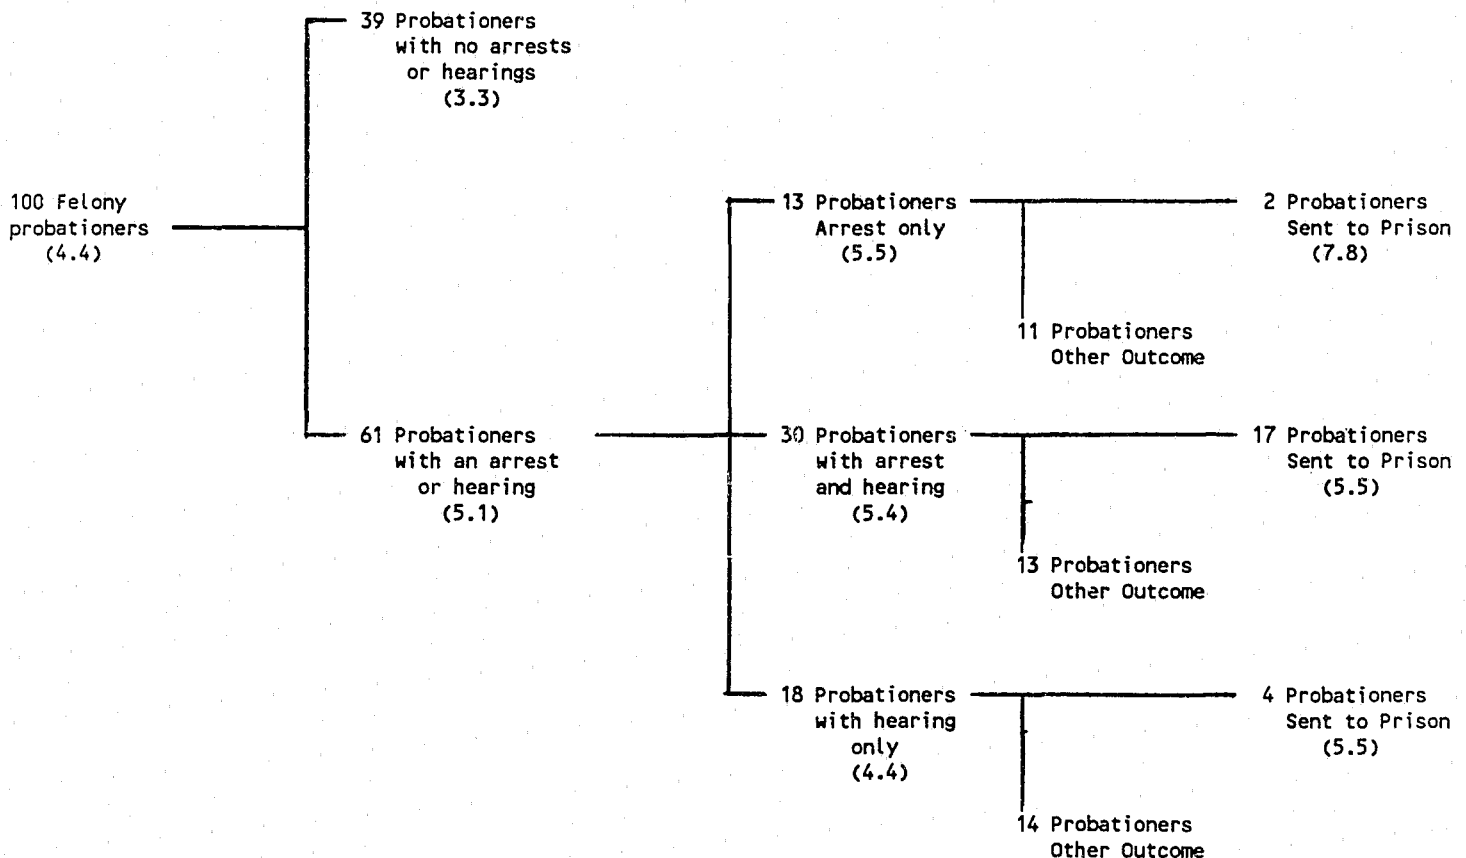 39 Probationers
with no arrests
or hearings
(3.3)
100 Felony
probationers
(4.4)
61 Probationers
with an arrest
or hearing
(5.1)
13 Probationers
Arrest only
(5.5)
2 Probationers
Sent to Prison
(7.8)
11 Probationers
Other Outcome
30 Probationers
with arrest
and hearing
(5.4)
17 Probationers
Sent to Prison
(5.5)
13 Probationers
Other Outcome
18 Probationers
with hearing
only
(4.4)
4 Probationers
Sent to Prison
(5.5)
14 Probationers
Other Outcome